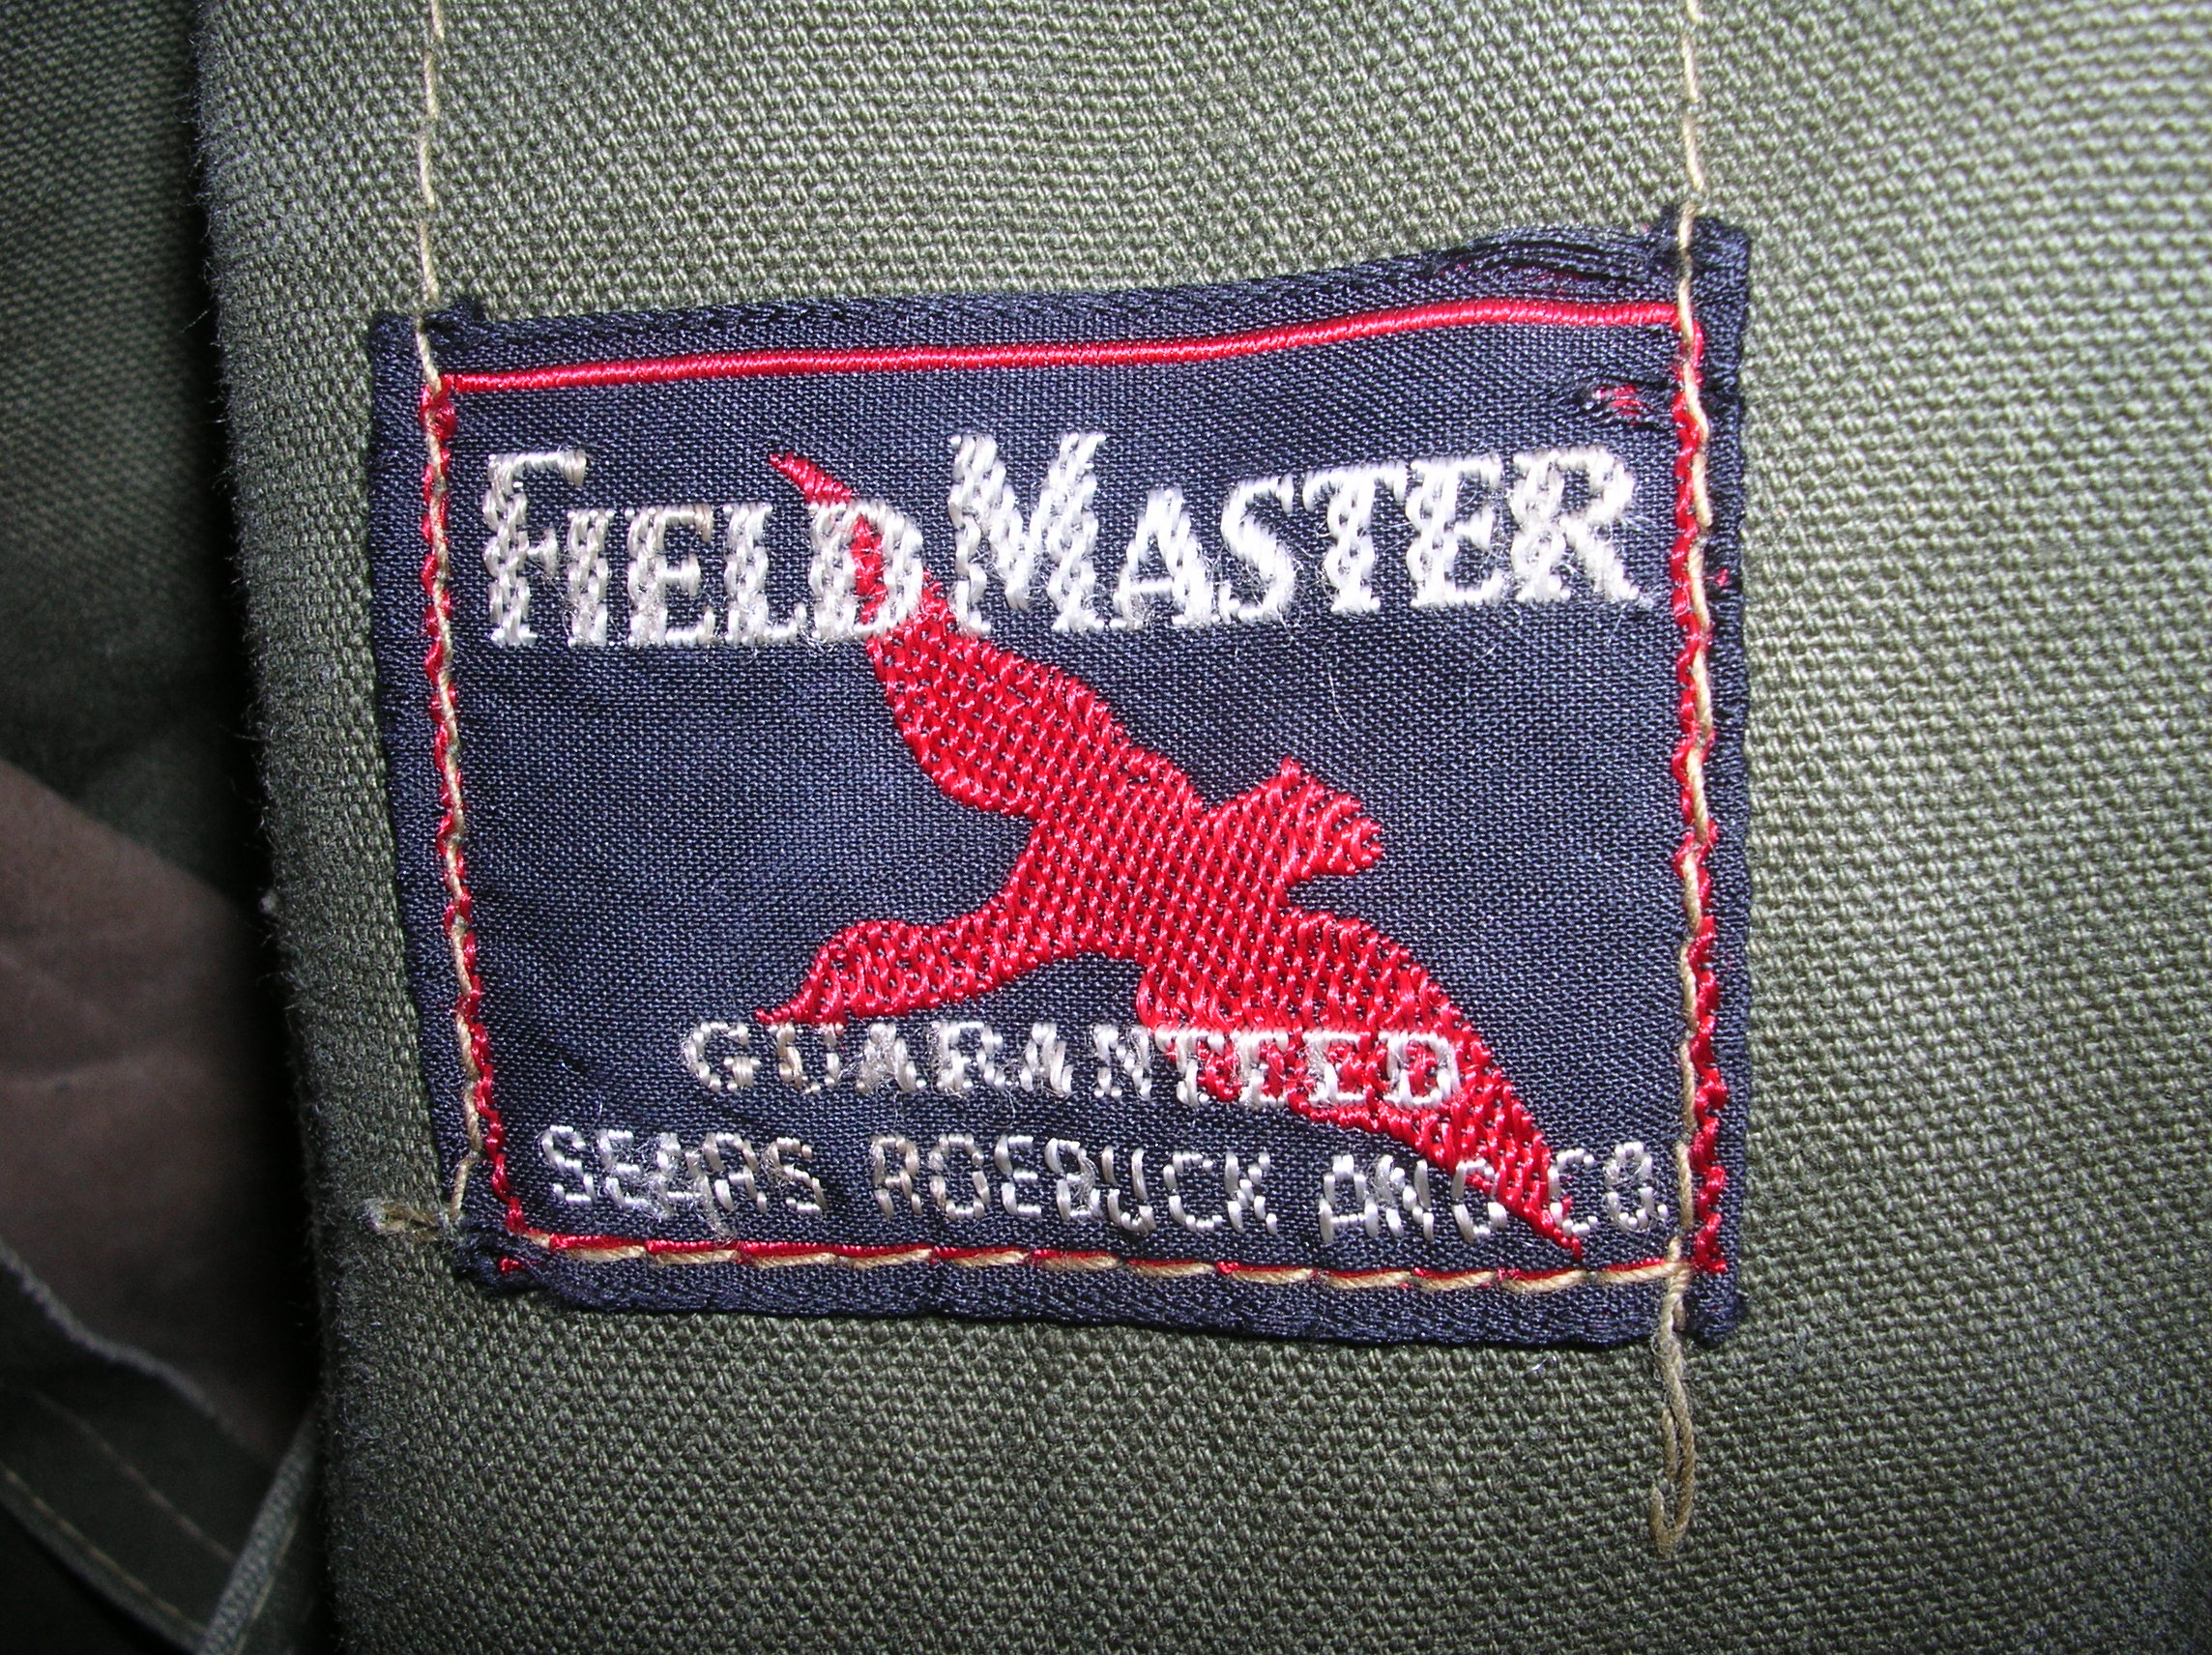 FIELDMASTER
GUARANTEED
SEARS ROEBUCK AND CO.